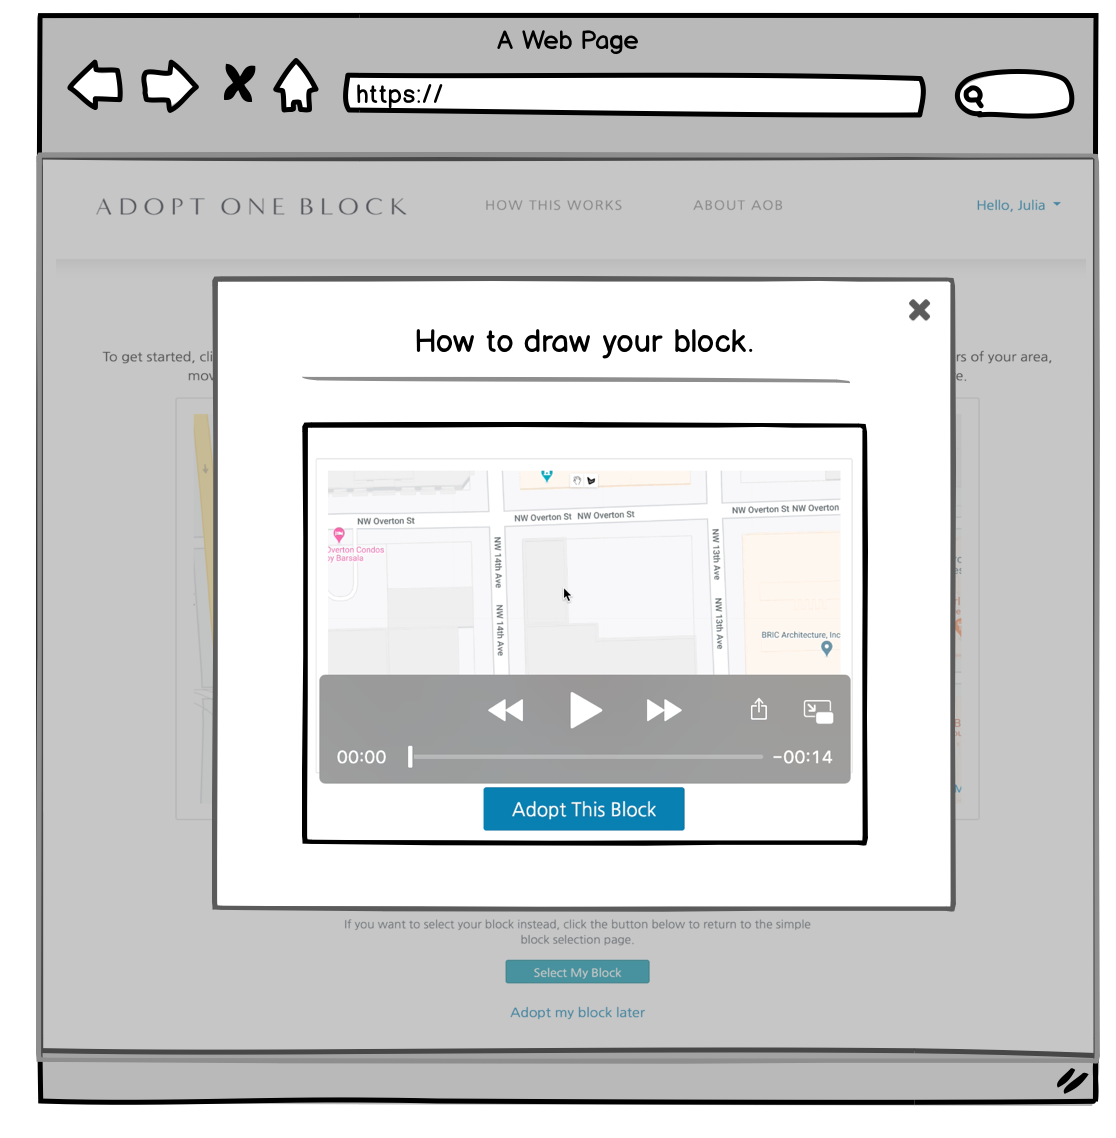 A Web Page
https://
ADOPT ONE BLOCK
HOW THIS WORKS
ABOUT AOB
Hello, Julia
How to draw your block.
To get started, cli
rs of your area,
mov
e.
NW Overton St
NW Overton St NW Overton St
NW Overton St NW Overton
Overton Condos
by Barsala
NW 14th Ave
NW 13th Ave
NW 14th Ave
NW 13th Ave
BRIC Architecture, Inc
00:00
-00:14
Adopt This Block
If you want to select your block instead, click the button below to return to the simple
block selection page.
Select My Block
Adopt my block later